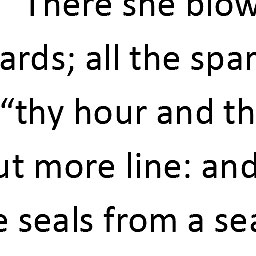 There she blow
ards; all the spar
“thy hour and th
ut more line: and
e seals from a sea